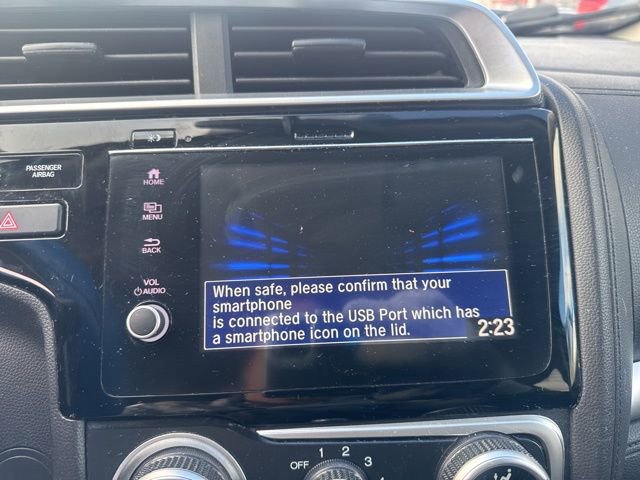 PASSENGER
AIRBAG
HOME
MENU
BACK
VOL
AUDIO
When safe, please confirm that your
smartphone
is connected to the USB Port which has
a smartphone icon on the lid.
2:23
OFF 1 2 3 4